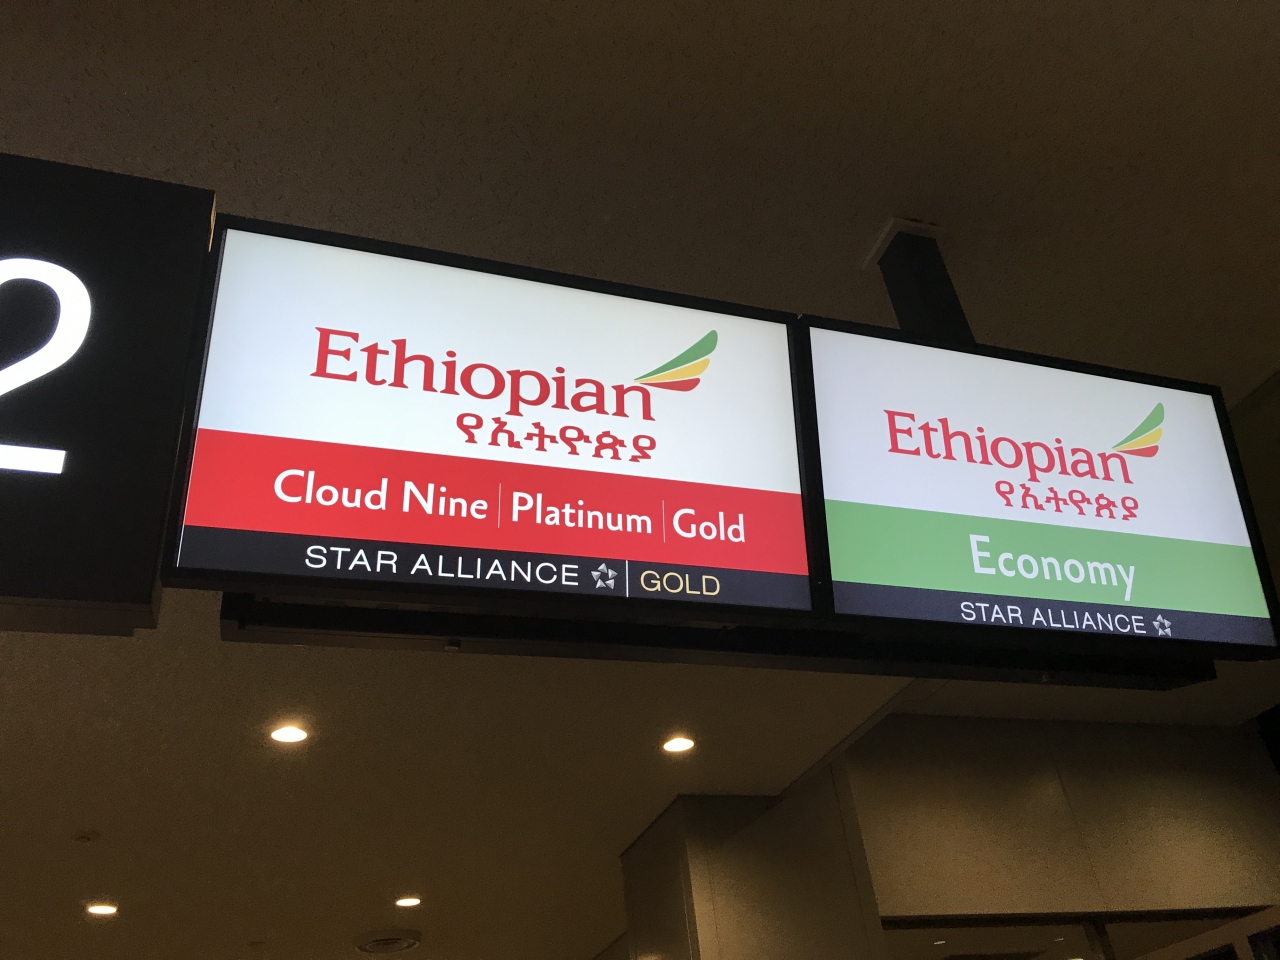 2
Ethiopian
የኢትዮጵያ
Cloud Nine | Platinum | Gold
STAR ALLIANCE | GOLD
Ethiopian
የኢትዮጵያ
Economy
STAR ALLIANCE